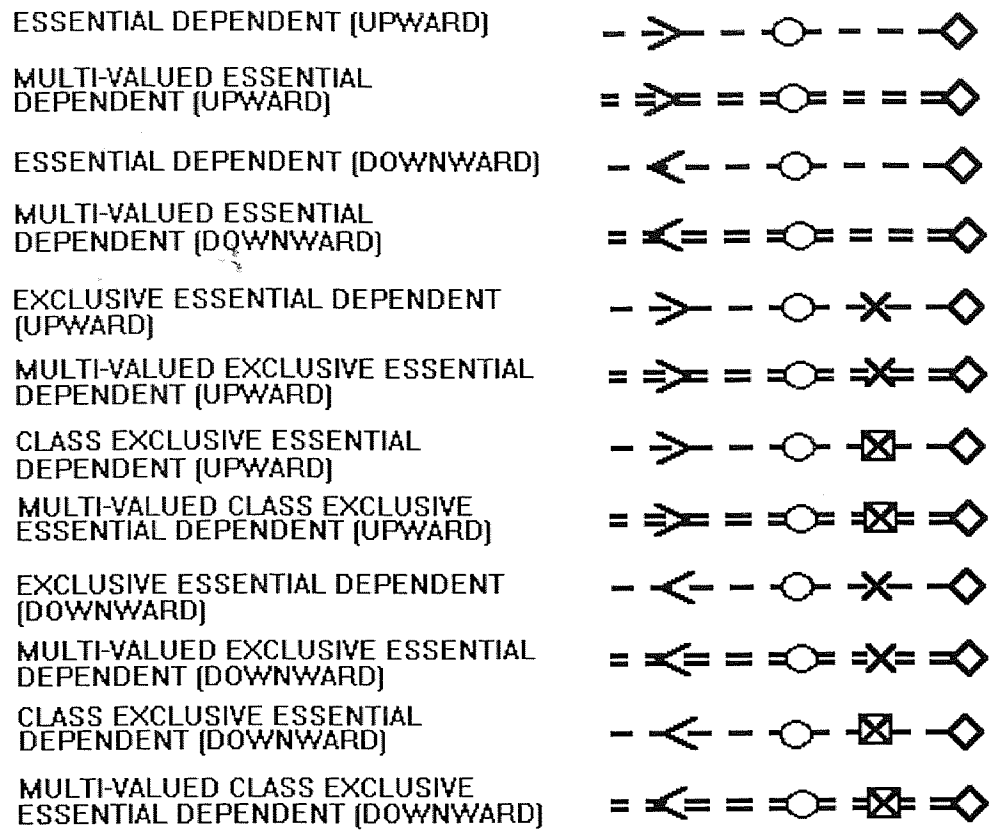 ESSENTIAL DEPENDENT (UPWARD)
MULTI-VALUED ESSENTIAL
DEPENDENT (UPWARD)
ESSENTIAL DEPENDENT (DOWNWARD)
MULTI-VALUED ESSENTIAL
DEPENDENT (DOWNWARD)
EXCLUSIVE ESSENTIAL DEPENDENT
(UPWARD)
MULTI-VALUED EXCLUSIVE ESSENTIAL
DEPENDENT (UPWARD)
CLASS EXCLUSIVE ESSENTIAL
DEPENDENT (UPWARD)
MULTI-VALUED CLASS EXCLUSIVE
ESSENTIAL DEPENDENT (UPWARD)
EXCLUSIVE ESSENTIAL DEPENDENT
(DOWNWARD)
MULTI-VALUED EXCLUSIVE ESSENTIAL
DEPENDENT (DOWNWARD)
CLASS EXCLUSIVE ESSENTIAL
DEPENDENT (DOWNWARD)
MULTI-VALUED CLASS EXCLUSIVE
ESSENTIAL DEPENDENT (DOWNWARD)